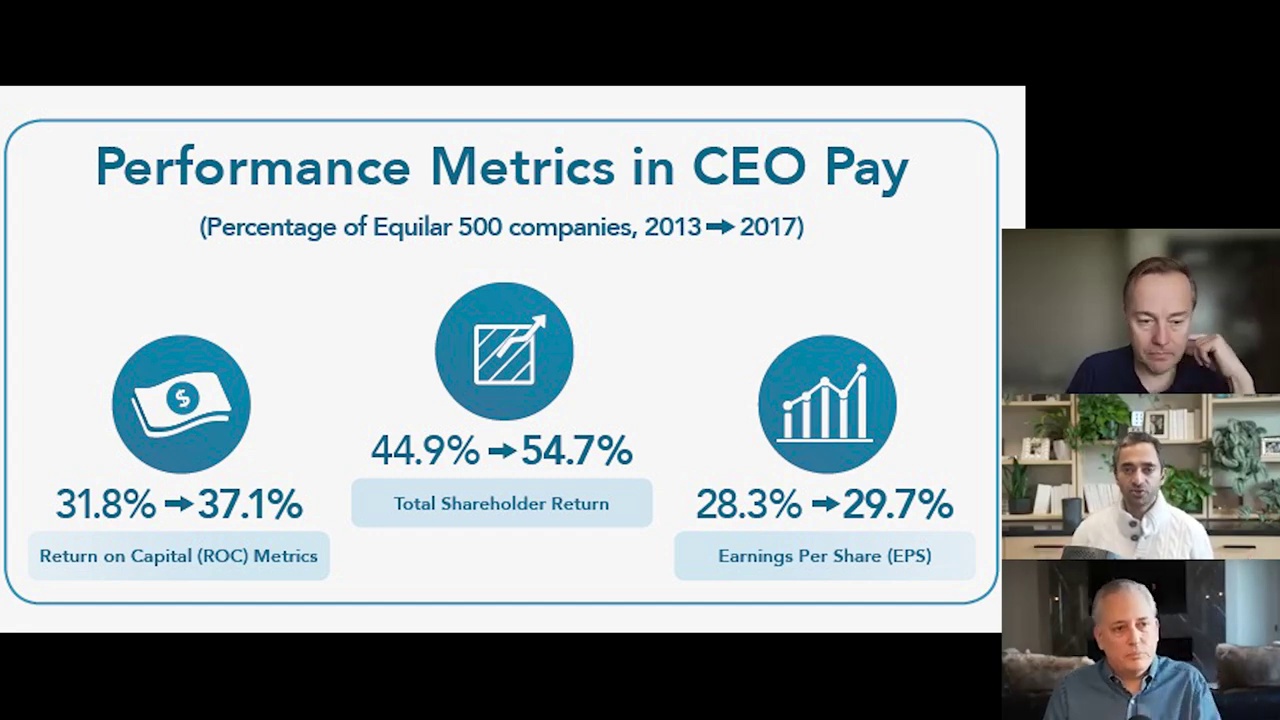 Performance Metrics in CEO Pay
(Percentage of Equilar 500 companies, 2013 → 2017)
$
31.8% → 37.1%
Return on Capital (ROC) Metrics
44.9% → 54.7%
Total Shareholder Return
28.3% → 29.7%
Earnings Per Share (EPS)